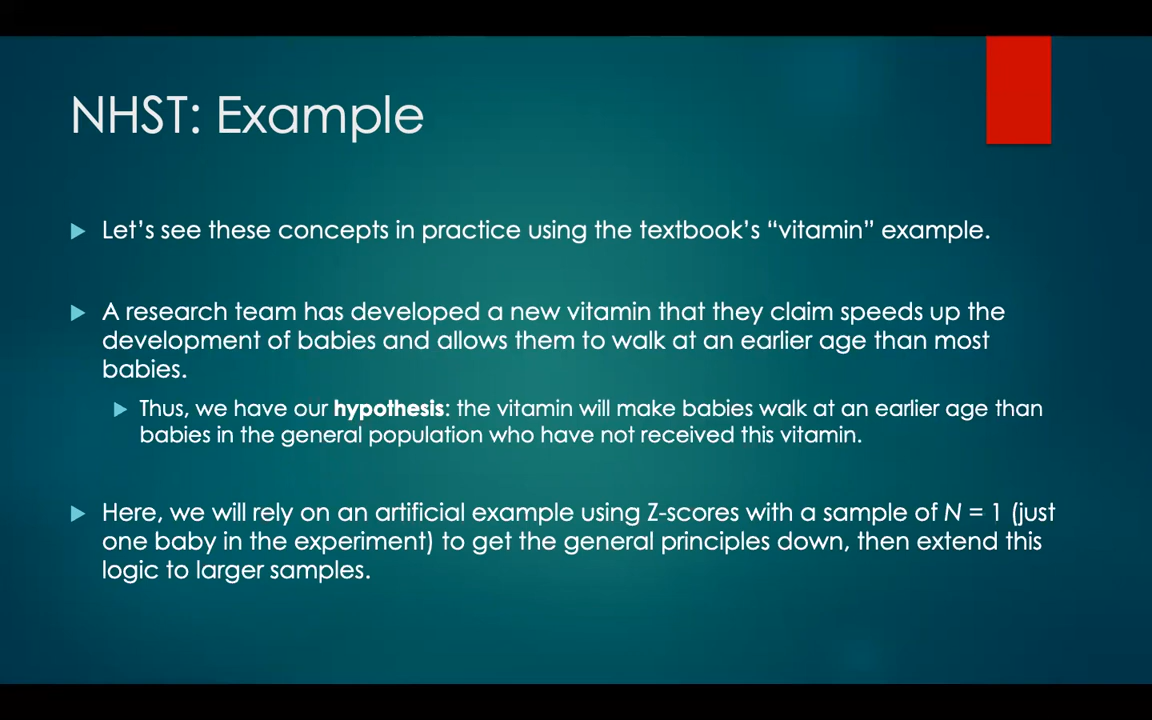 NHST: Example
Let’s see these concepts in practice using the textbook’s “vitamin” example.
A research team has developed a new vitamin that they claim speeds up the
development of babies and allows them to walk at an earlier age than most
babies.
Thus, we have our hypothesis: the vitamin will make babies walk at an earlier age than
babies in the general population who have not received this vitamin.
Here, we will rely on an artificial example using Z-scores with a sample of N = 1 (just
one baby in the experiment) to get the general principles down, then extend this
logic to larger samples.